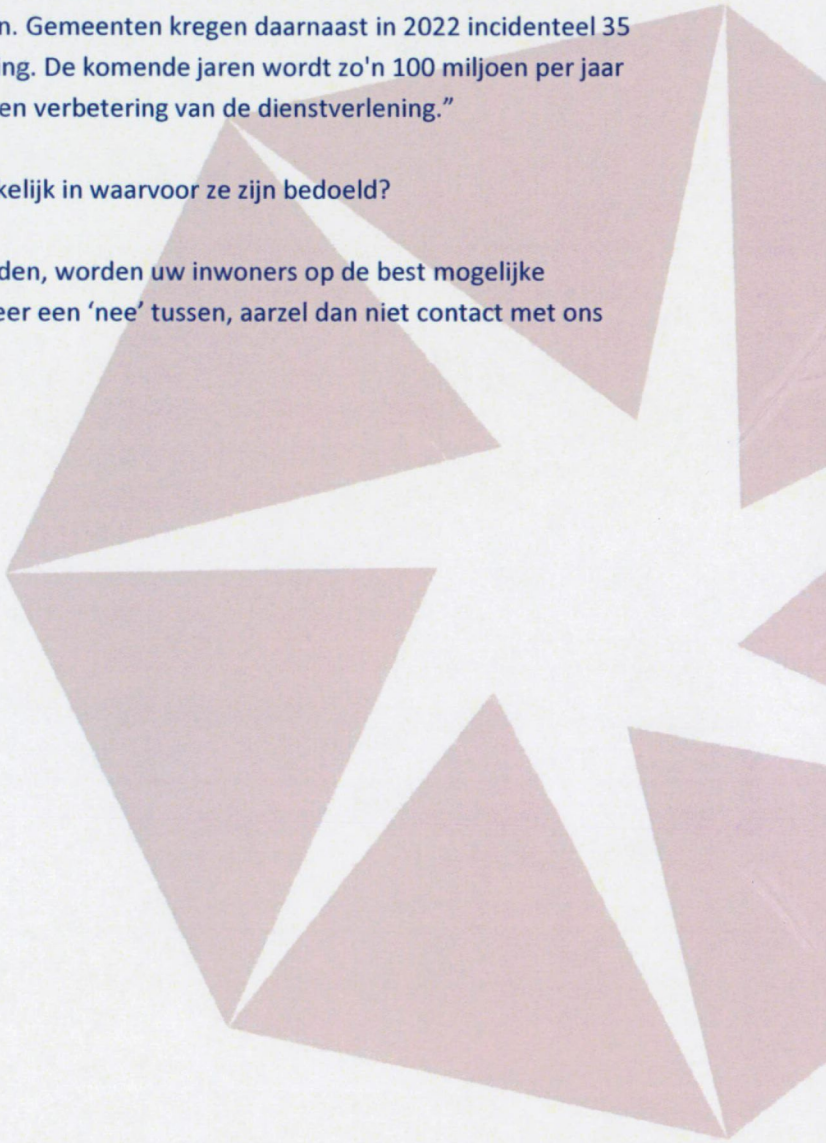 n. Gemeenten kregen daarnaast in 2022 incidenteel 35
ing. De komende jaren wordt zo'n 100 miljoen per jaar
en verbetering van de dienstverlening.”
kelijk in waarvoor ze zijn bedoeld?
den, worden uw inwoners op de best mogelijke
eer een ‘nee’ tussen, aarzel dan niet contact met ons